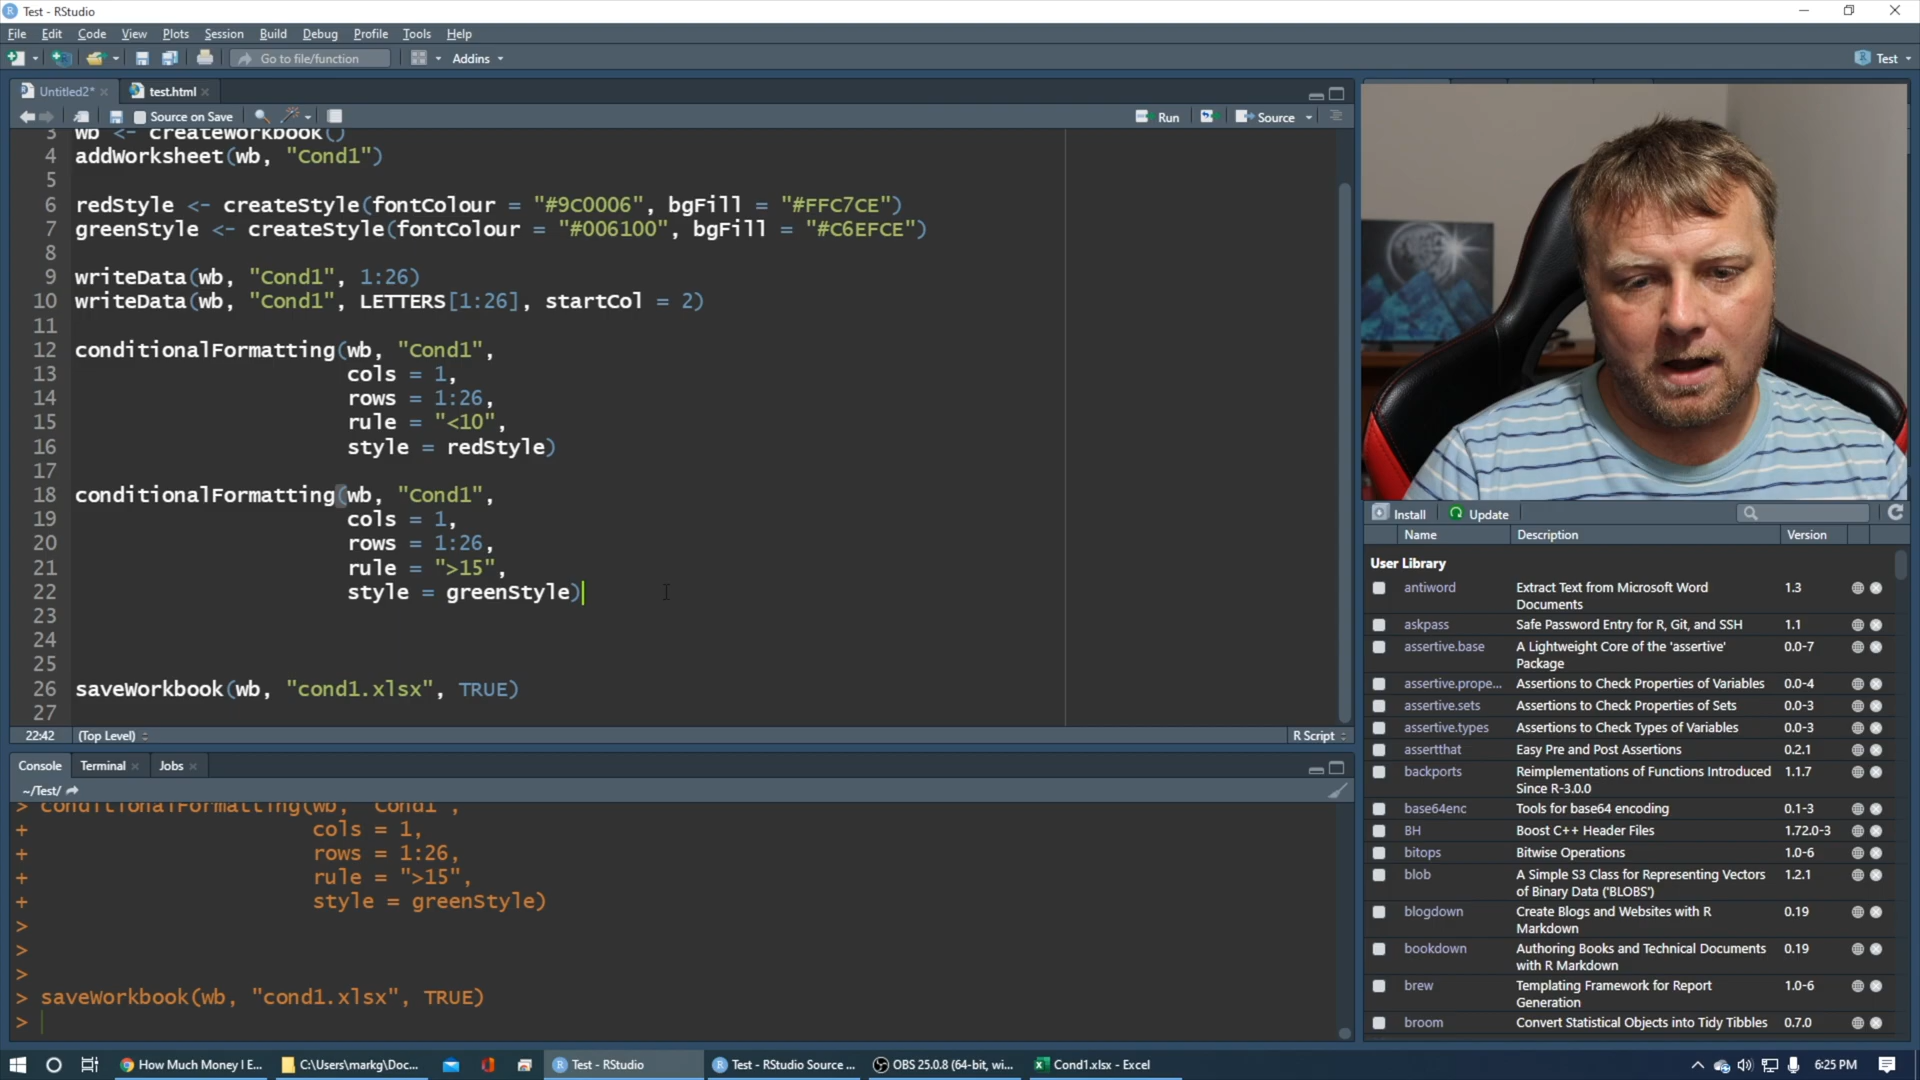 Test - RStudio
File Edit Code View Plots Session Build Debug Profile Tools Help
Go to file/function Addins Test
Untitled2* test.html
Source on Save Run Source
3 wb <- createWorkbook()
4 addWorksheet(wb, "Cond1")
5
6 redStyle <- createStyle(fontColour = "#9C0006", bgFill = "#FFC7CE")
7 greenStyle <- createStyle(fontColour = "#006100", bgFill = "#C6EFCE")
8
9 writeData(wb, "Cond1", 1:26)
10 writeData(wb, "Cond1", LETTERS[1:26], startCol = 2)
11
12 conditionalFormatting(wb, "Cond1",
13 cols = 1,
14 rows = 1:26,
15 rule = "<10",
16 style = redStyle)
17
18 conditionalFormatting(wb, "Cond1",
19 cols = 1,
20 rows = 1:26,
21 rule = ">15",
22 style = greenStyle)
23
24
25
26 saveWorkbook(wb, "cond1.xlsx", TRUE)
27
22:42 (Top Level) R Script
Console Terminal Jobs
~/Test/
> conditionalFormatting(wb, "Cond1",
+ cols = 1,
+ rows = 1:26,
+ rule = ">15",
+ style = greenStyle)
>
>
>
> saveWorkbook(wb, "cond1.xlsx", TRUE)
>
Install Update
Name Description Version
User Library
antiword Extract Text from Microsoft Word Documents 1.3
askpass Safe Password Entry for R, Git, and SSH 1.1
assertive.base A Lightweight Core of the 'assertive' Package 0.0-7
assertive.prope... Assertions to Check Properties of Variables 0.0-4
assertive.sets Assertions to Check Properties of Sets 0.0-3
assertive.types Assertions to Check Types of Variables 0.0-3
assertthat Easy Pre and Post Assertions 0.2.1
backports Reimplementations of Functions Introduced Since R-3.0.0 1.1.7
base64enc Tools for base64 encoding 0.1-3
BH Boost C++ Header Files 1.72.0-3
bitops Bitwise Operations 1.0-6
blob A Simple S3 Class for Representing Vectors of Binary Data ('BLOBS') 1.2.1
blogdown Create Blogs and Websites with R Markdown 0.19
bookdown Authoring Books and Technical Documents with R Markdown 0.19
brew Templating Framework for Report Generation 1.0-6
broom Convert Statistical Objects into Tidy Tibbles 0.7.0
How Much Money I E... C:\Users\markg\Doc... Test - RStudio Test - RStudio Source ... OBS 25.0.8 (64-bit, wi... Cond1.xlsx - Excel 6:25 PM